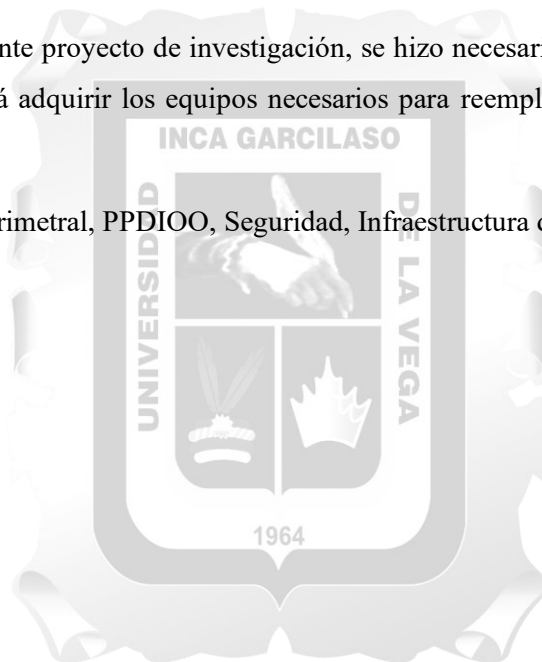 nte proyecto de investigación, se hizo necesari
á adquirir los equipos necesarios para reempl
rimetral, PPDIOO, Seguridad, Infraestructura
INCA GARCILASO
UNIVERSIDAD
DE LA VEGA
1964